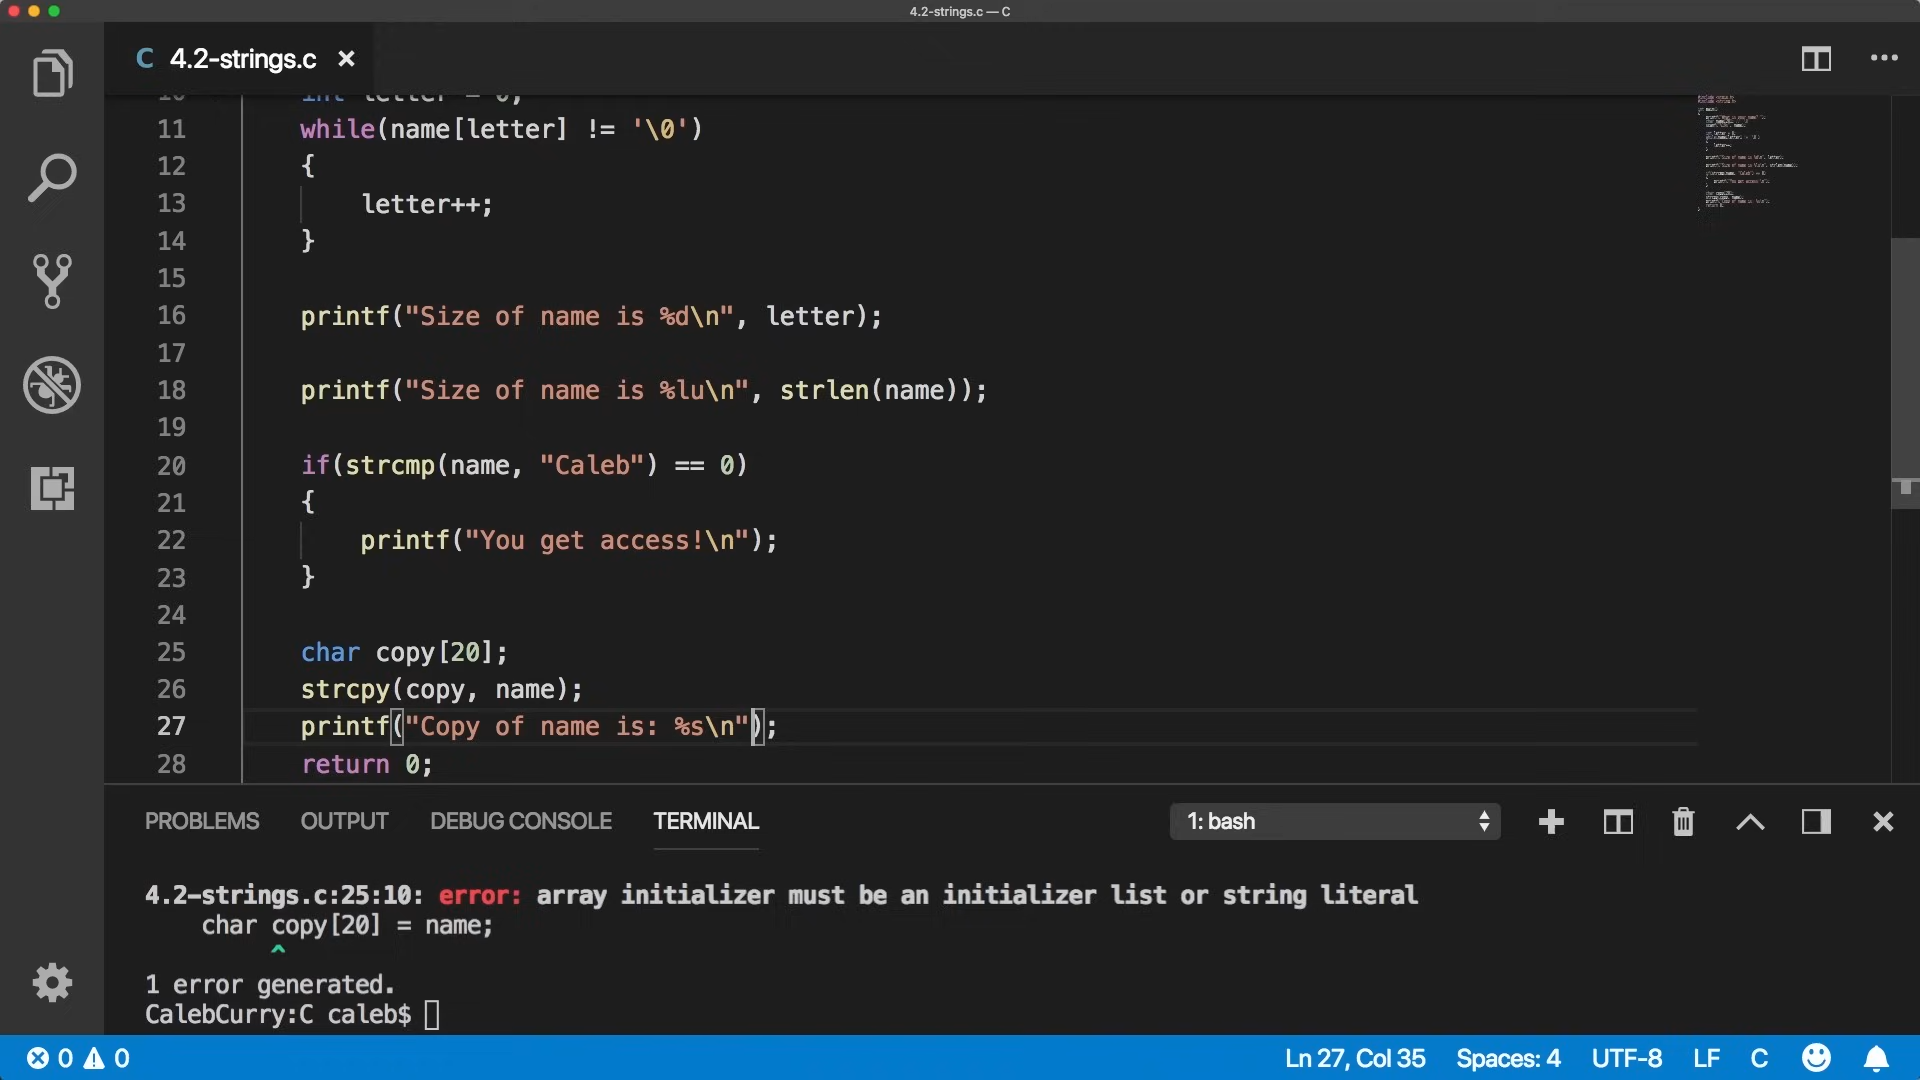 4.2-strings.c — C
C 4.2-strings.c
10 int letter = 0;
11 while(name[letter] != '\0')
12 {
13 letter++;
14 }
15
16 printf("Size of name is %d\n", letter);
17
18 printf("Size of name is %lu\n", strlen(name));
19
20 if(strcmp(name, "Caleb") == 0)
21 {
22 printf("You get access!\n");
23 }
24
25 char copy[20];
26 strcpy(copy, name);
27 printf("Copy of name is: %s\n");
28 return 0;
PROBLEMS OUTPUT DEBUG CONSOLE TERMINAL 1: bash
4.2-strings.c:25:10: error: array initializer must be an initializer list or string literal
char copy[20] = name;
^
1 error generated.
CalebCurry:C caleb$
0 0 Ln 27, Col 35 Spaces: 4 UTF-8 LF C